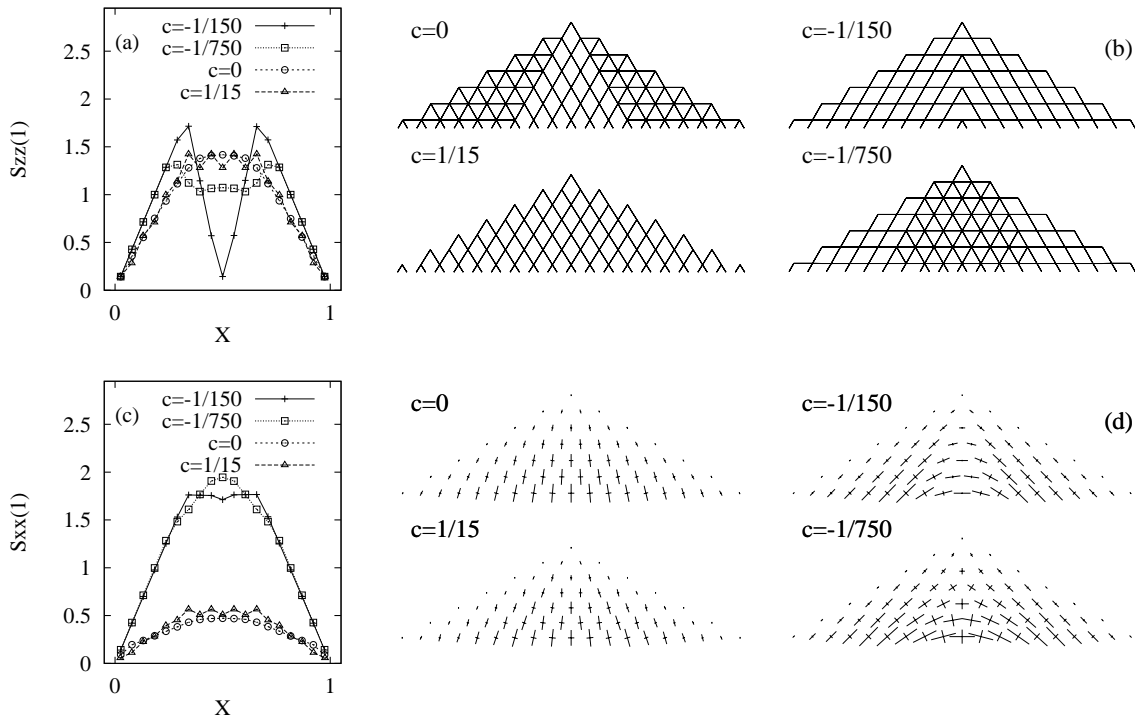 (a)
c=-1/150
c=-1/750
c=0
c=1/15
2.5
2
1.5
1
0.5
0
Szz(1)
0
1
X
c=0
c=-1/150
(b)
c=1/15
c=-1/750
(c)
c=-1/150
c=-1/750
c=0
c=1/15
2.5
2
1.5
1
0.5
0
Sxx(1)
0
1
X
c=0
c=-1/150
(d)
c=1/15
c=-1/750